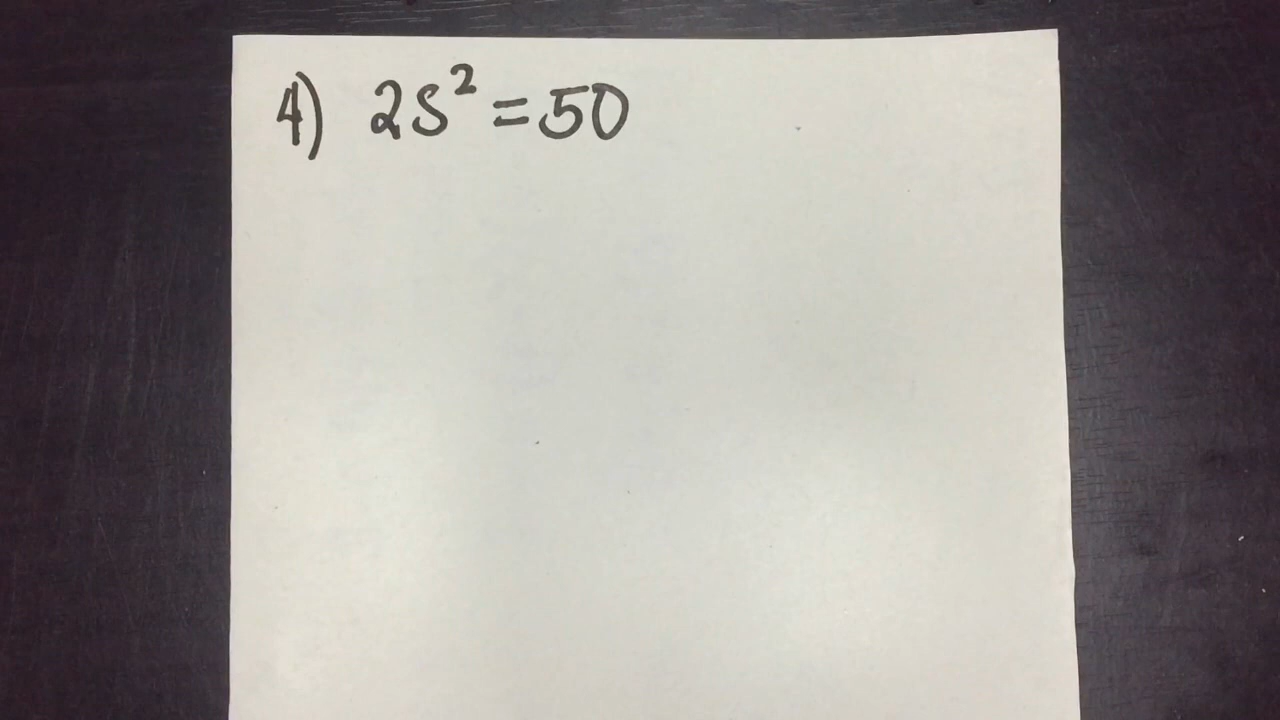 4) 2S² = 50